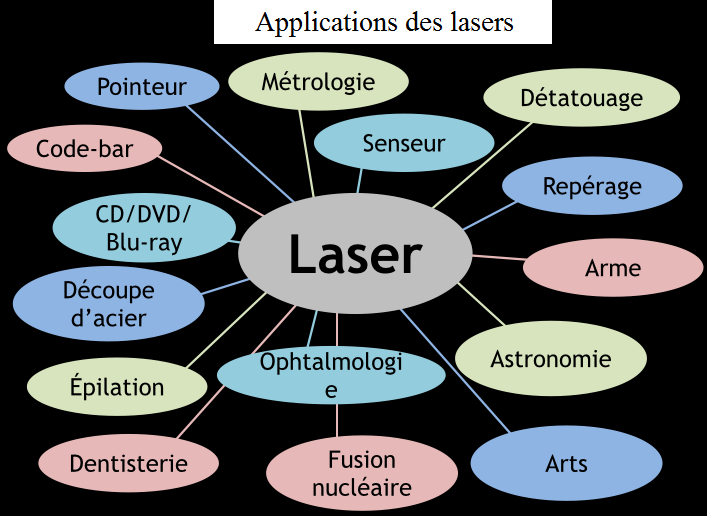 Applications des lasers
Pointeur
Métrologie
Détatouage
Code-bar
Senseur
Repérage
CD/DVD/
Blu-ray
Laser
Arme
Découpe
d'acier
Astronomie
Épilation
Ophtalmologi
e
Dentisterie
Fusion
nucléaire
Arts